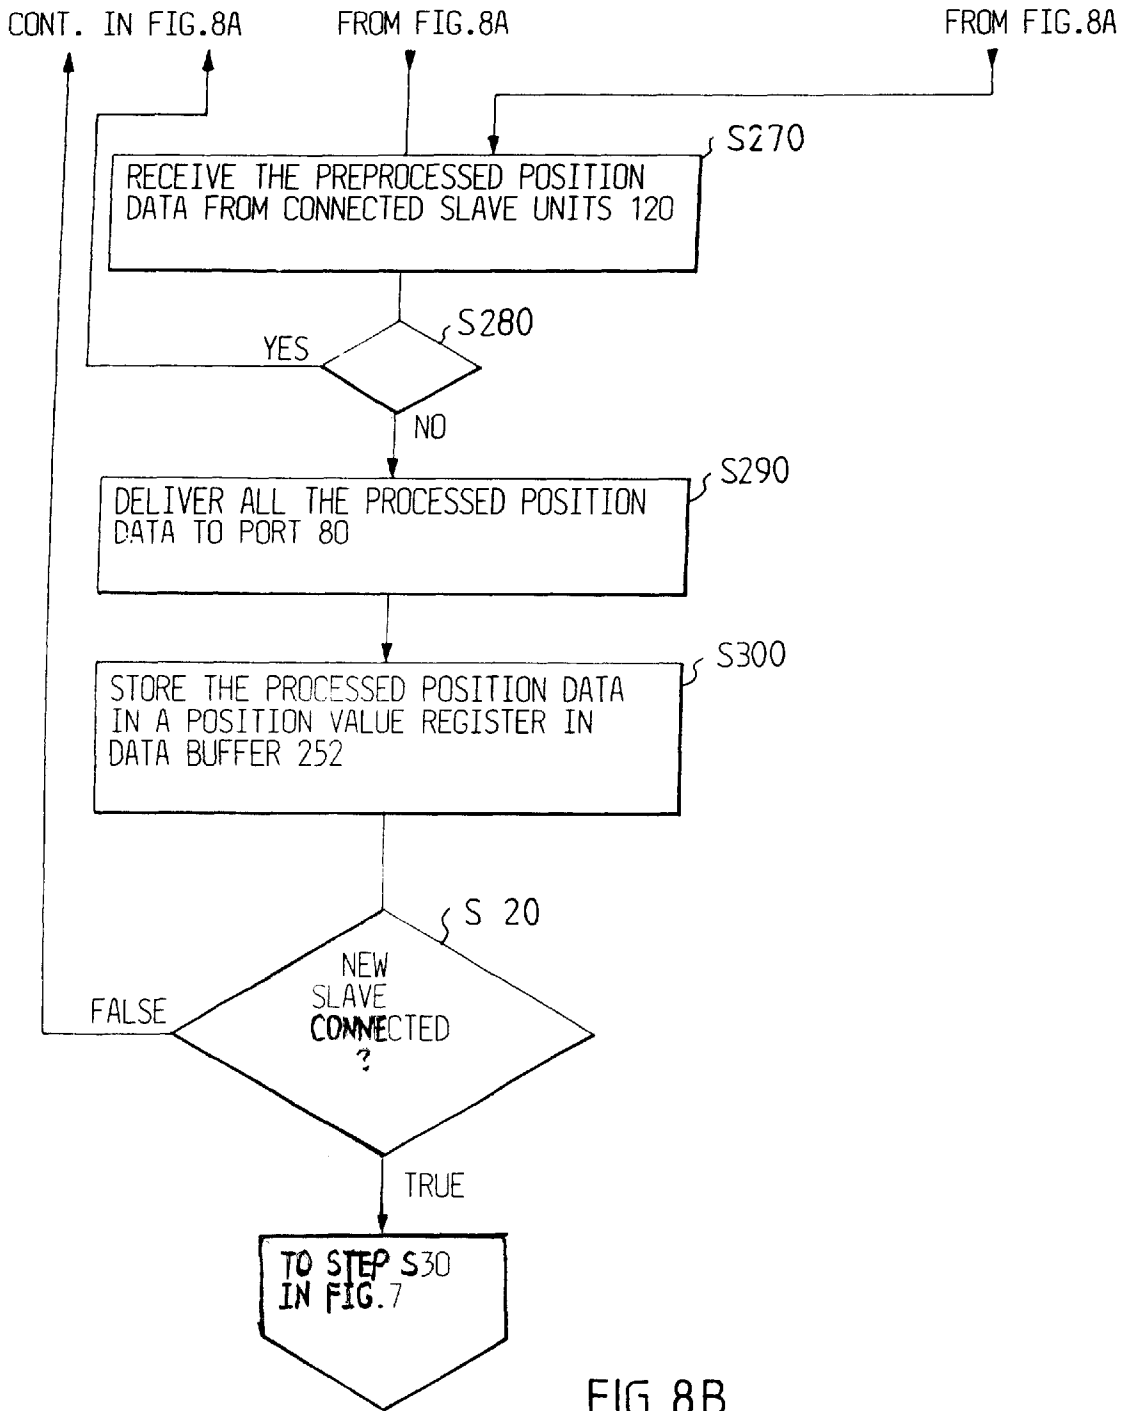 CONT. IN FIG.8A
FROM FIG.8A
FROM FIG.8A
S270
RECEIVE THE PREPROCESSED POSITION
DATA FROM CONNECTED SLAVE UNITS 120
S280
YES
NO
S290
DELIVER ALL THE PROCESSED POSITION
DATA TO PORT 80
S300
STORE THE PROCESSED POSITION DATA
IN A POSITION VALUE REGISTER IN
DATA BUFFER 252
S 20
NEW
SLAVE
CONNECTED
?
FALSE
TRUE
TO STEP S30
IN FIG.7
FIG 8B